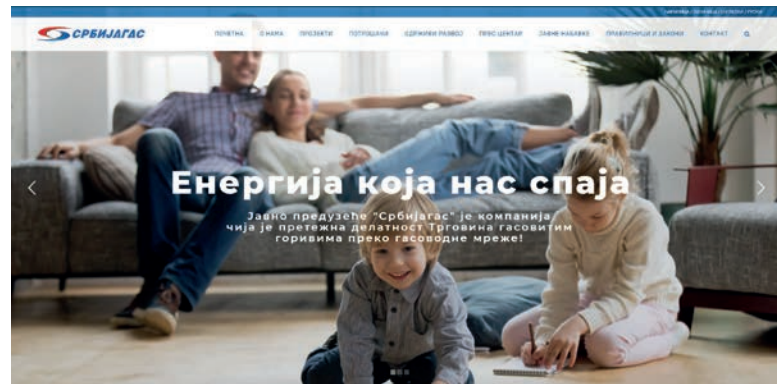 СРБИЈАГАС
ПОЧЕТНА О НАМА ПРОЈЕКТИ ПОТРОШАЧИ ОДРЖИВИ РАЗВОЈ ПРЕС ЦЕНТАР ЈАВНЕ НАБАВКЕ ПРАВИЛНИЦИ И ЗАКОНИ КОНТАКТ
Енергија која нас спаја
Јавно предузеће "Србијагас" је компанија
чија је претежна делатност Трговина гасовитим
горивима преко гасоводне мреже!